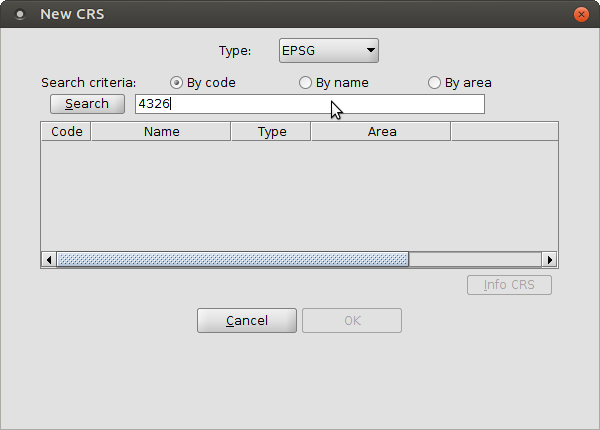 New CRS
Type: EPSG
Search criteria: By code By name By area
Search 4326
Code Name Type Area
Info CRS
Cancel OK